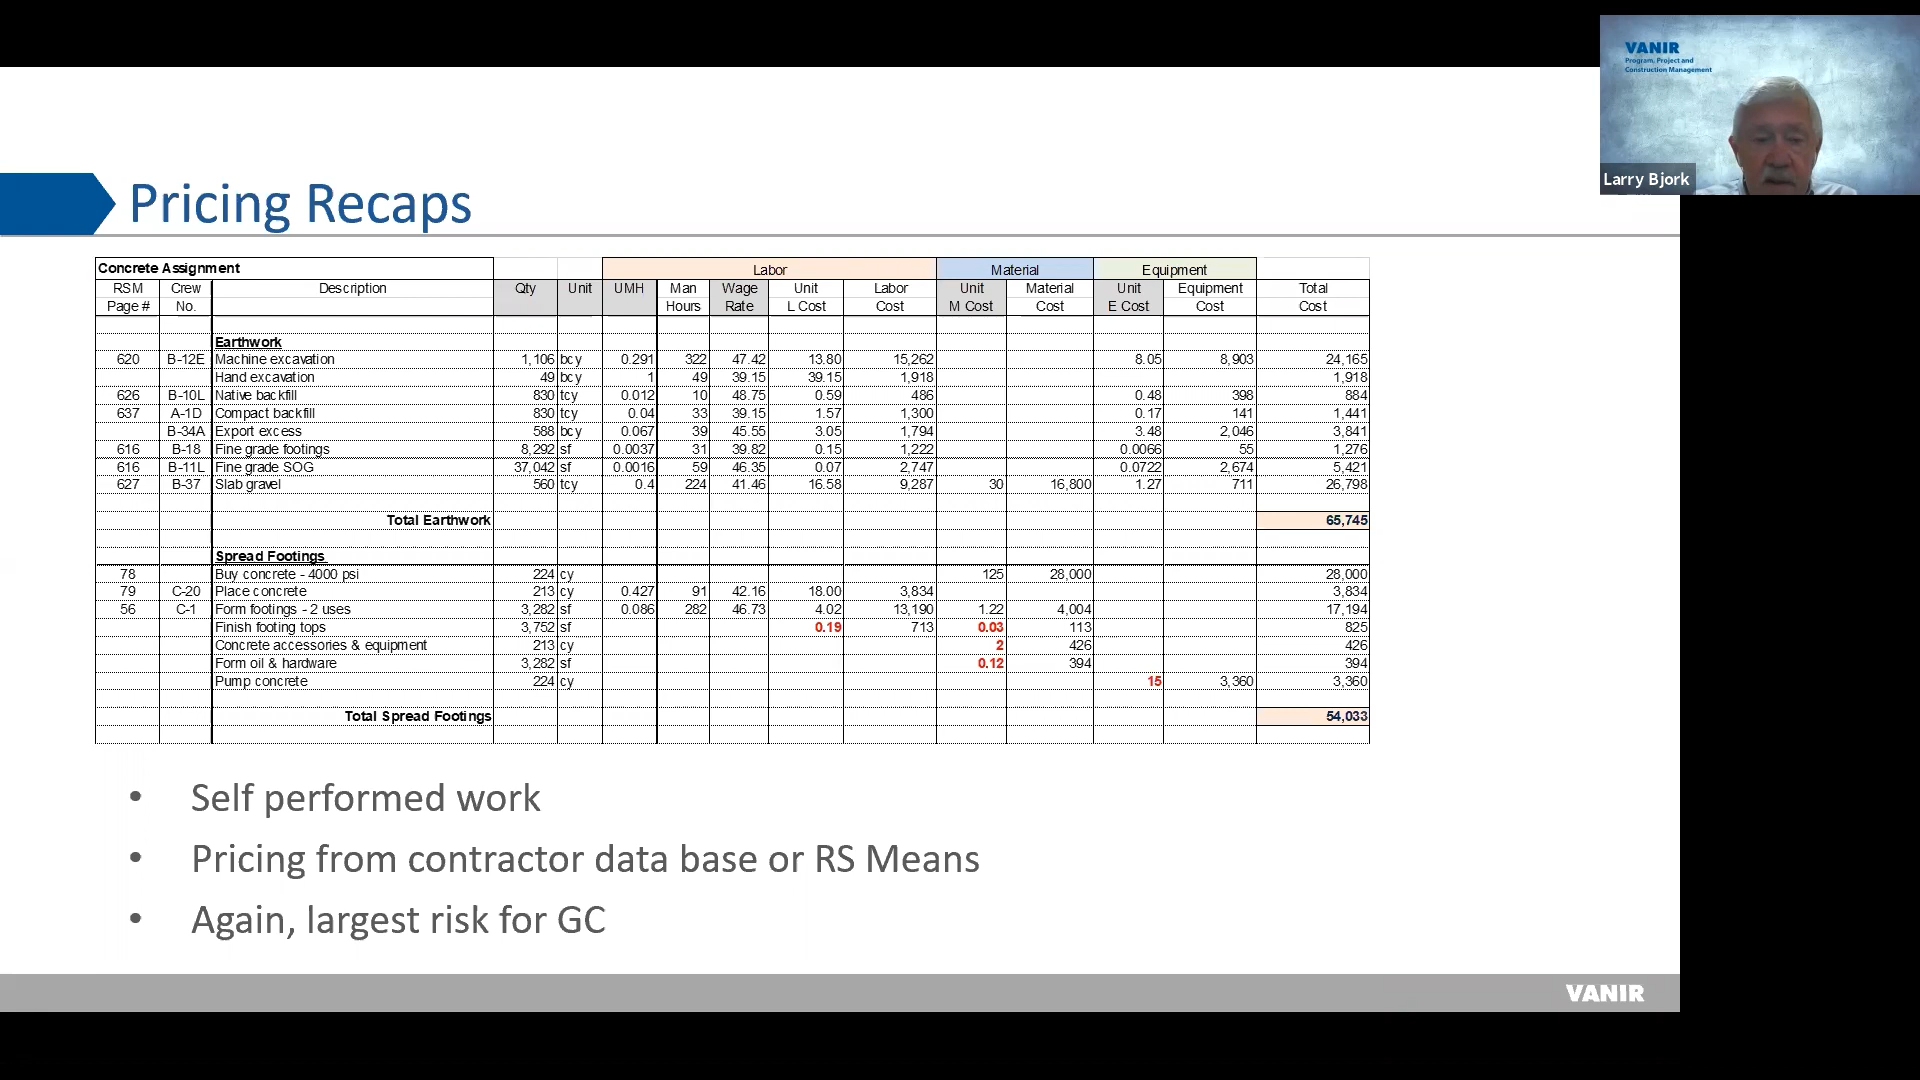 VANIR
Program, Project and
Construction Management
Larry Bjork
Pricing Recaps
Concrete Assignment Labor Material Equipment
RSM Crew Description Qty Unit UMH Man Wage Unit Labor Unit Material Unit Equipment Total
Page # No. Hours Rate L Cost Cost M Cost Cost E Cost Cost Cost
Earthwork
620 B-12E Machine excavation 1,106 bcy 0.291 322 47.42 13.80 15,262 8.05 8,903 24,165
Hand excavation 49 bcy 1 49 39.15 39.15 1,918 1,918
626 B-10L Native backfill 830 tcy 0.012 10 48.75 0.59 486 0.48 398 884
637 A-1D Compact backfill 830 tcy 0.04 33 39.15 1.57 1,300 0.17 141 1,441
B-34A Export excess 588 bcy 0.067 39 45.55 3.05 1,794 3.48 2,046 3,841
616 B-18 Fine grade footings 8,292 sf 0.0037 31 39.82 0.15 1,222 0.0066 55 1,276
616 B-11L Fine grade SOG 37,042 sf 0.0016 59 46.35 0.07 2,747 0.0722 2,674 5,421
627 B-37 Slab gravel 560 tcy 0.4 224 41.46 16.58 9,287 30 16,800 1.27 711 26,798
Total Earthwork 65,745
Spread Footings
78 Buy concrete - 4000 psi 224 cy 125 28,000 28,000
79 C-20 Place concrete 213 cy 0.427 91 42.16 18.00 3,834 3,834
56 C-1 Form footings - 2 uses 3,282 sf 0.086 282 46.73 4.02 13,190 1.22 4,004 17,194
Finish footing tops 3,752 sf 0.19 713 0.03 113 825
Concrete accessories & equipment 213 cy 2 426 426
Form oil & hardware 3,282 sf 0.12 394 394
Pump concrete 224 cy 15 3,360 3,360
Total Spread Footings 54,033
• Self performed work
• Pricing from contractor data base or RS Means
• Again, largest risk for GC
VANIR